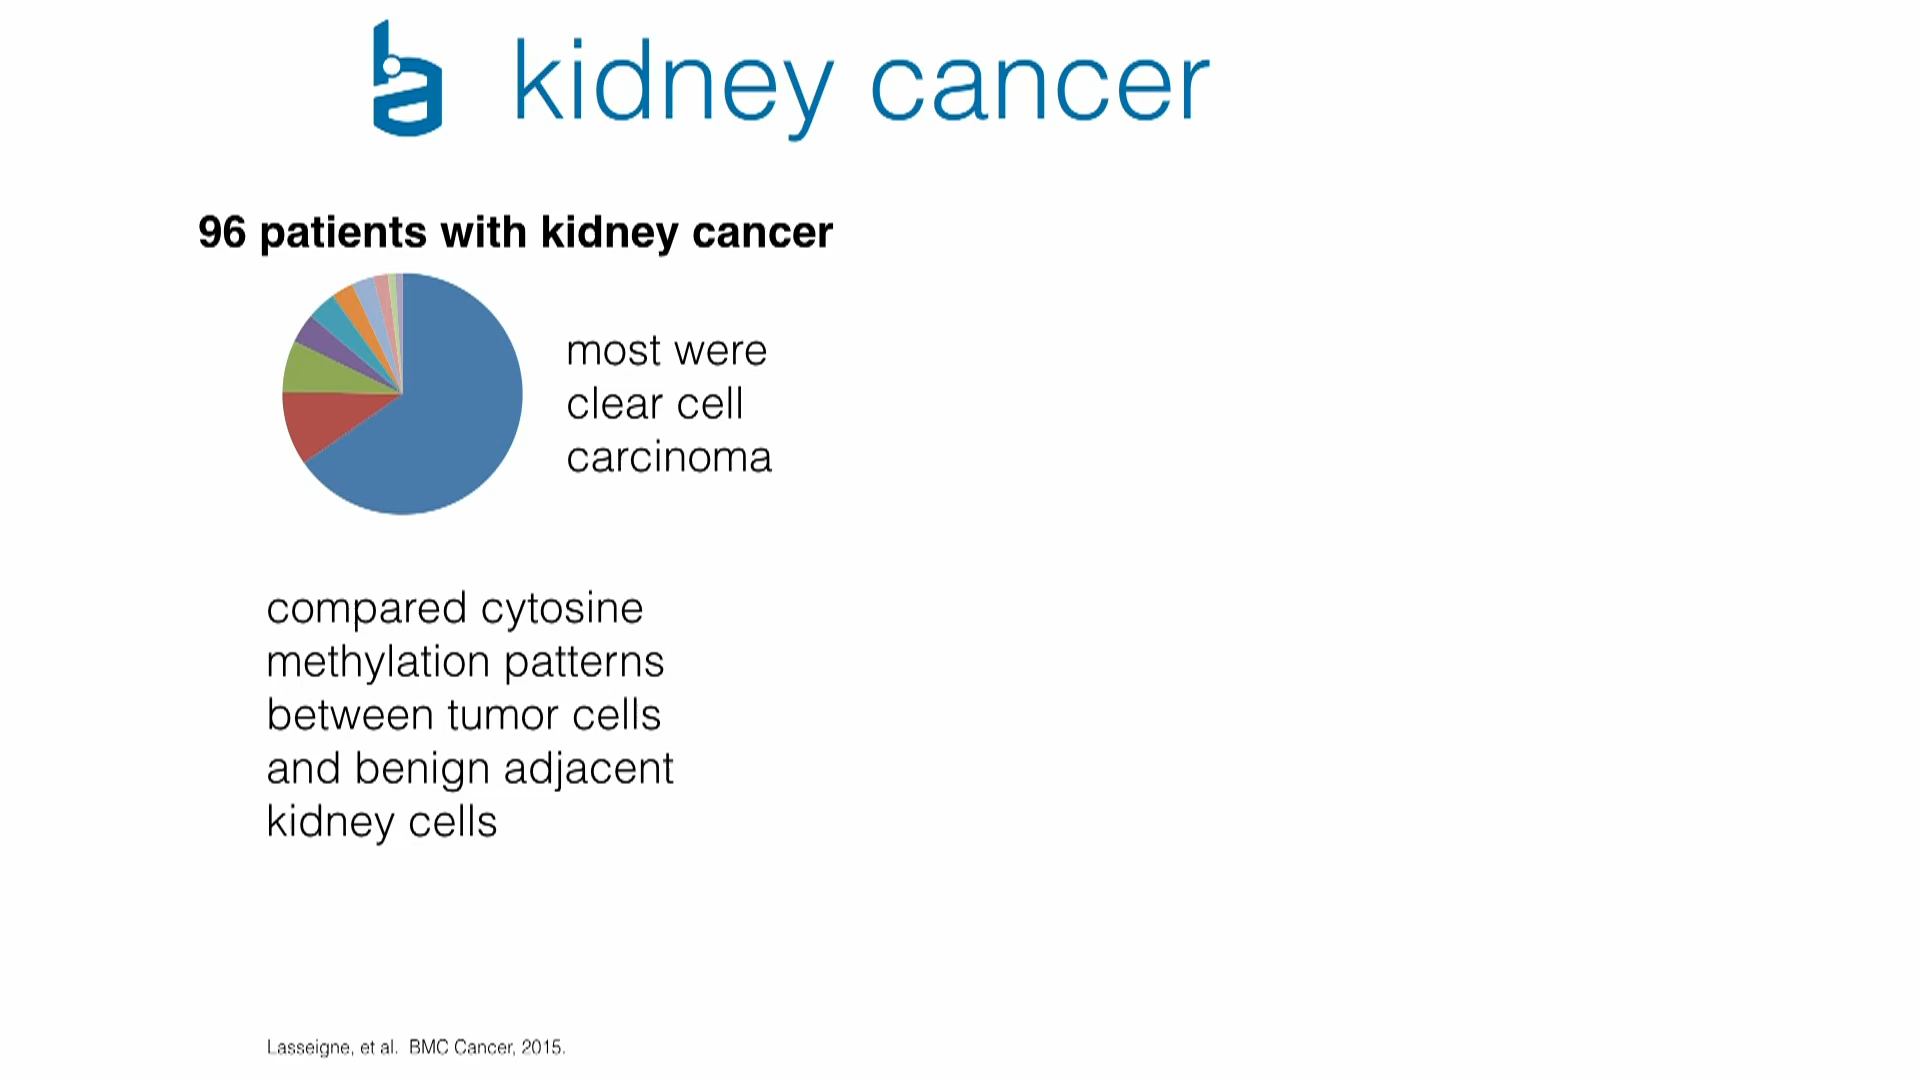 kidney cancer
96 patients with kidney cancer
most were
clear cell
carcinoma
compared cytosine
methylation patterns
between tumor cells
and benign adjacent
kidney cells
Lasseigne, et al.  BMC Cancer, 2015.